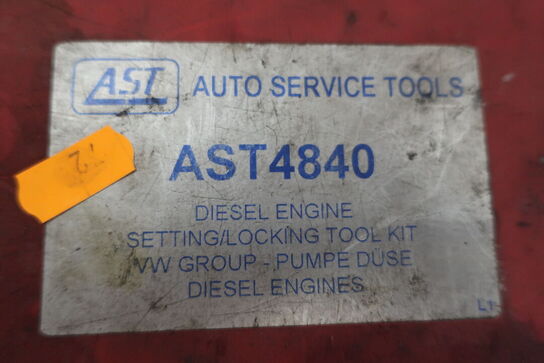 AST AUTO SERVICE TOOLS
AST4840
DIESEL ENGINE
SETTING/LOCKING TOOL KIT
VW GROUP - PUMPE DUSE
DIESEL ENGINES